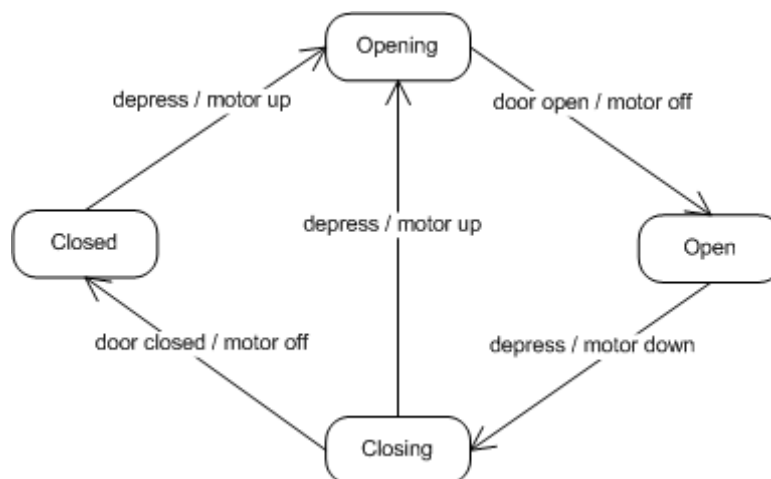 Opening
depress / motor up
door open / motor off
depress / motor up
Closed
Open
door closed / motor off
depress / motor down
Closing